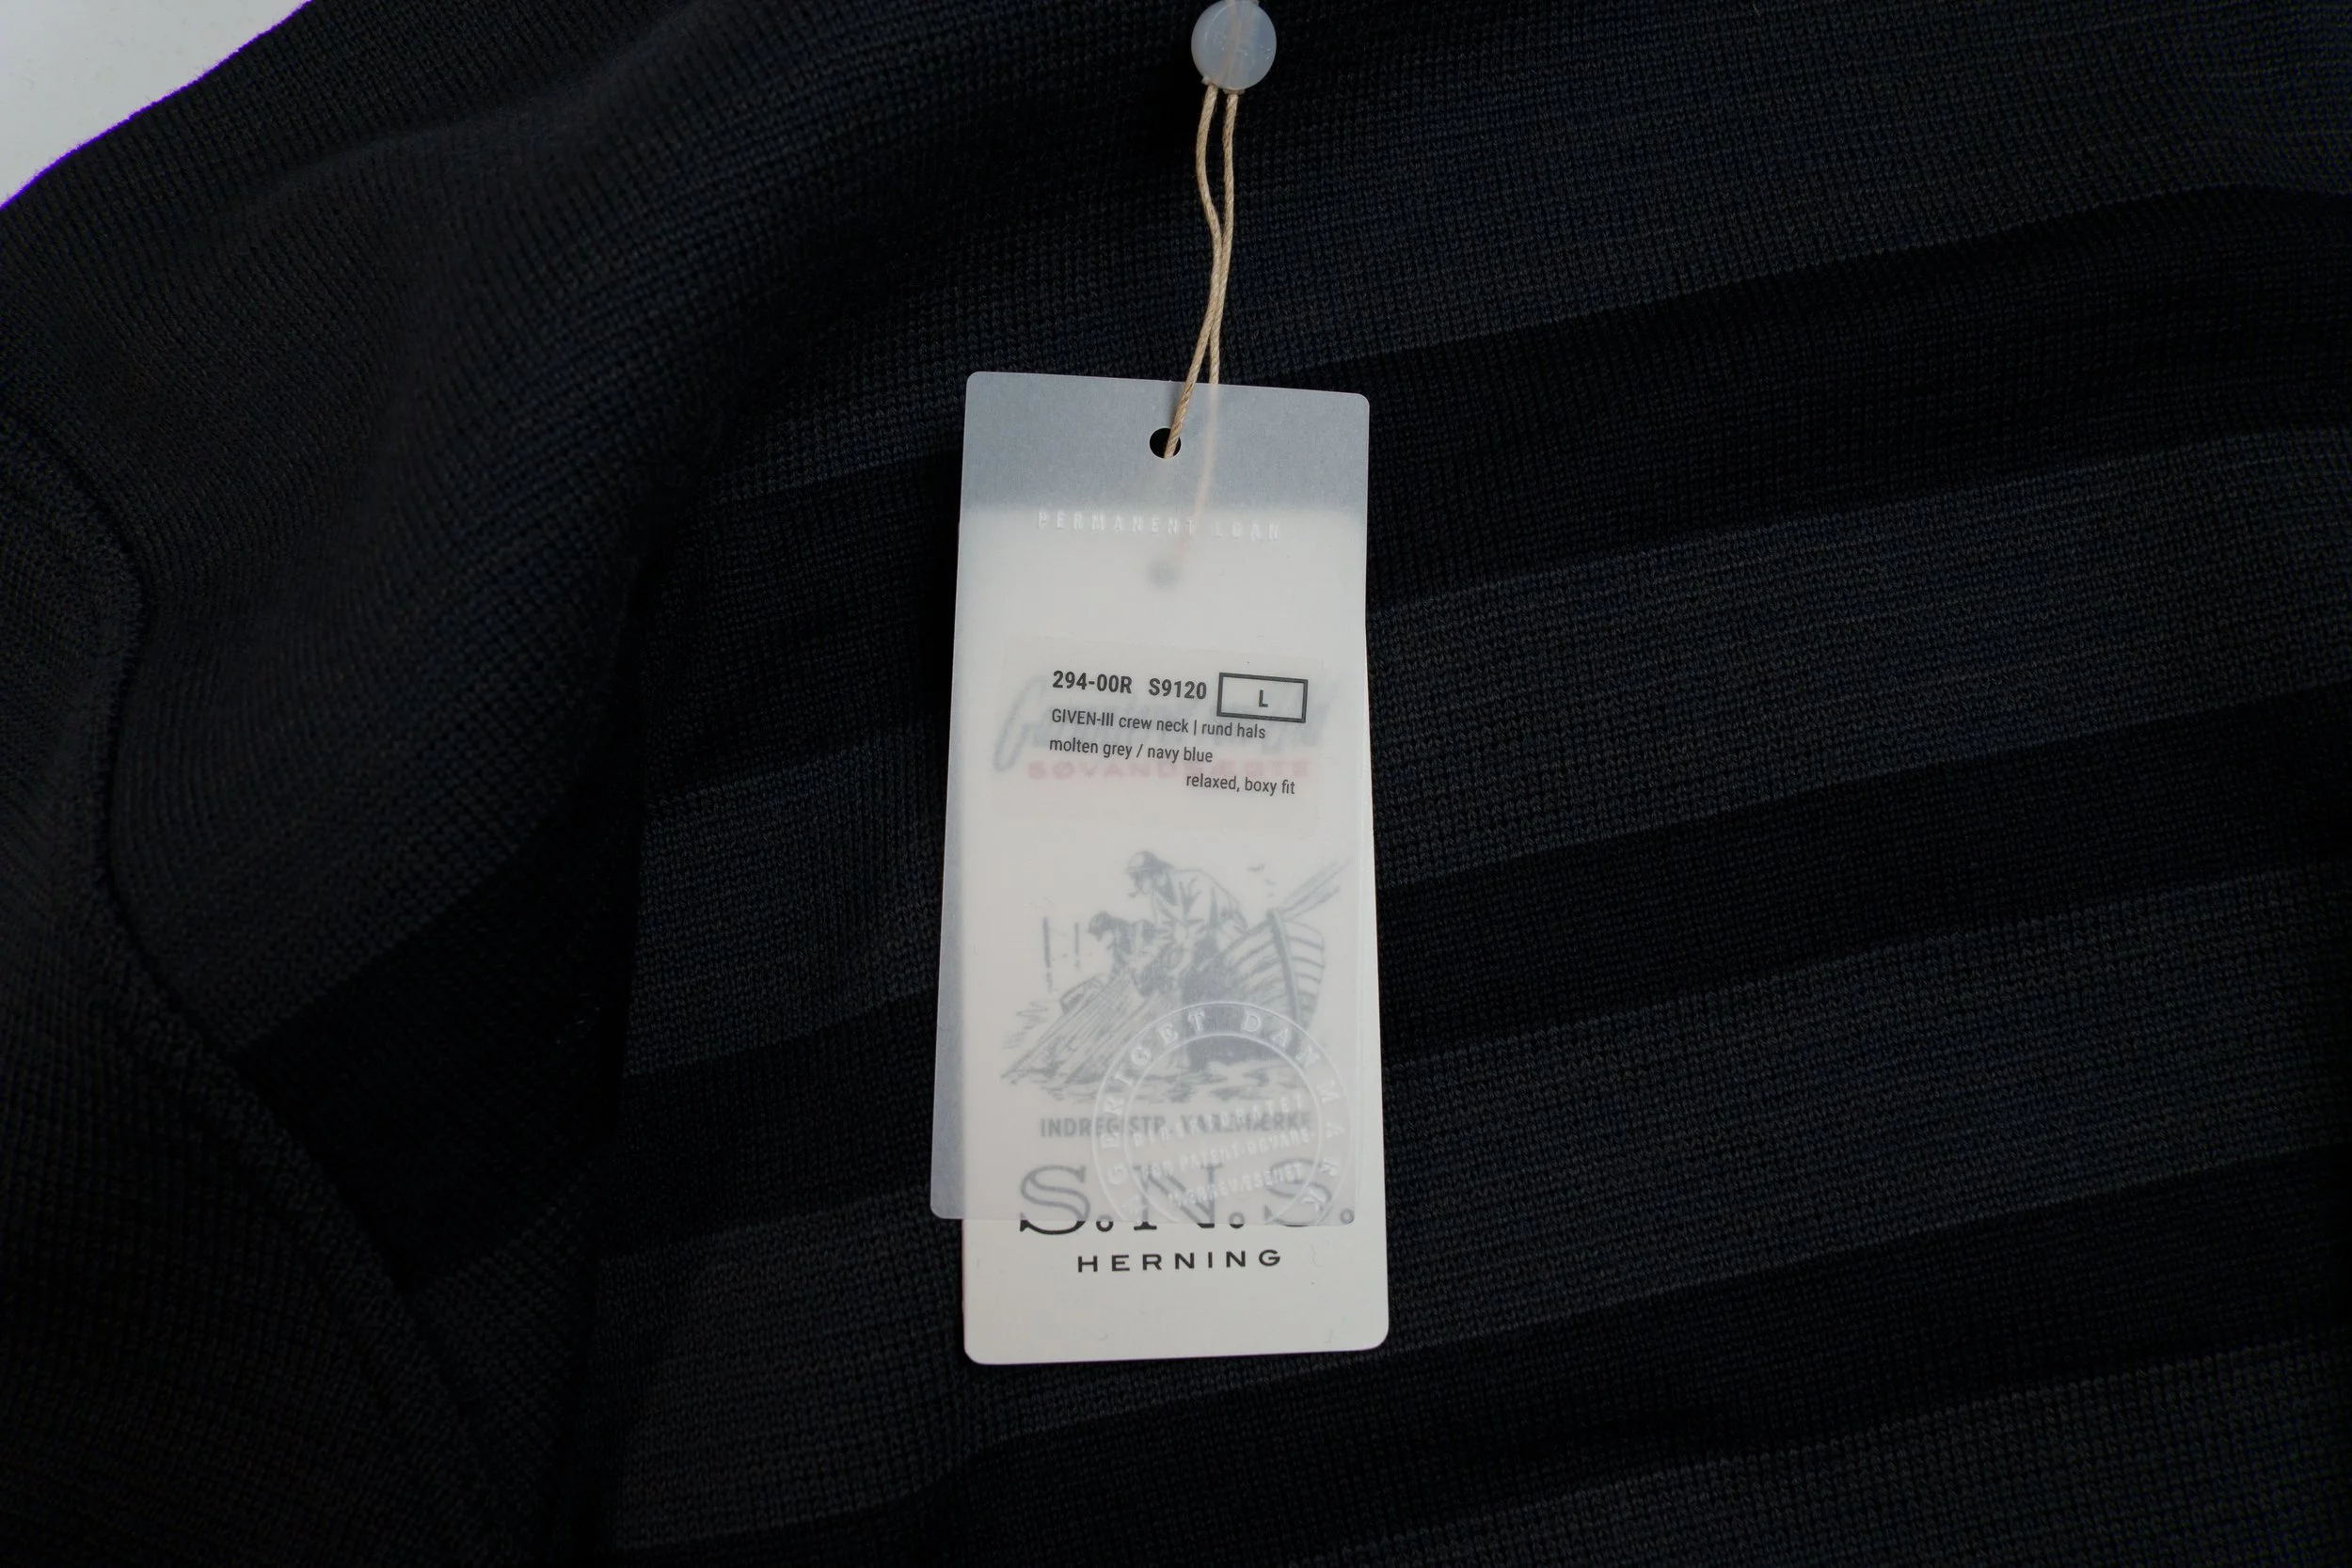 PERMANENT LOAN
294-00R S9120 L
GIVEN-III crew neck | rund hals
molten grey / navy blue
relaxed, boxy fit
INDREGISTR. VAREMÆRKE
S.N.S.
HERNING